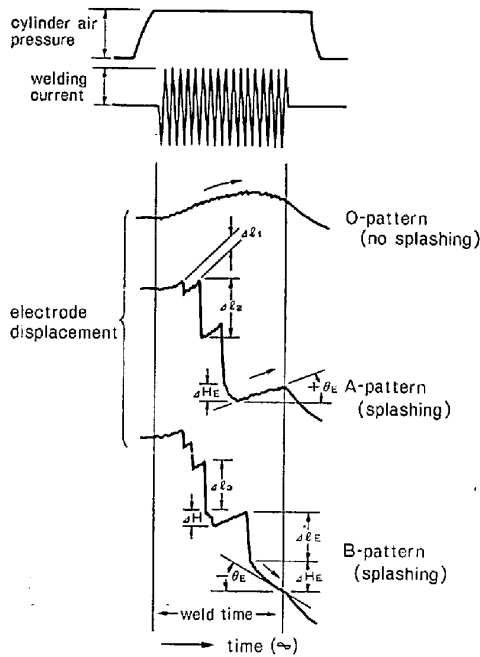 cylinder air
pressure
welding
current
O-pattern
(no splashing)
Δℓ1
Δℓ2
electrode
displacement
ΔHE
+θE
A-pattern
(splashing)
Δℓ3
ΔH
ΔℓE
B-pattern
(splashing)
-θE
ΔHE
weld time
time (∞)